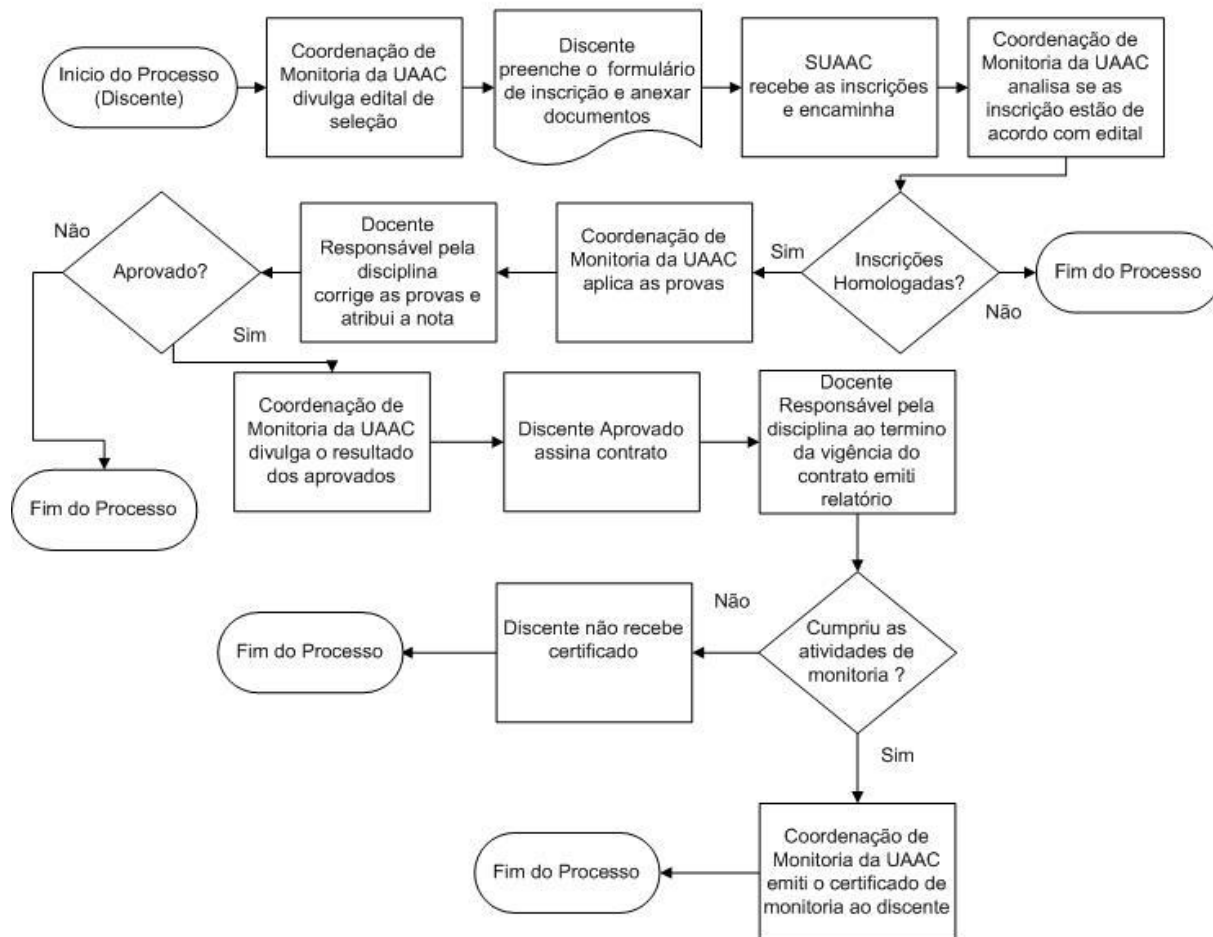 Inicio do Processo
(Discente)
Coordenação de
Monitoria da UAAC
divulga edital de
seleção
Discente
preenche o formulário
de inscrição e anexar
documentos
SUAAC
recebe as inscrições
e encaminha
Coordenação de
Monitoria da UAAC
analisa se as
inscrição estão de
acordo com edital
Inscrições
Homologadas?
Não
Fim do Processo
Sim
Coordenação de
Monitoria da UAAC
aplica as provas
Docente
Responsável pela
disciplina
corrige as provas e
atribui a nota
Aprovado?
Não
Fim do Processo
Sim
Coordenação de
Monitoria da UAAC
divulga o resultado
dos aprovados
Discente Aprovado
assina contrato
Docente
Responsável pela
disciplina ao termino
da vigência do
contrato emiti
relatório
Cumpriu as
atividades de
monitoria ?
Não
Discente não recebe
certificado
Fim do Processo
Sim
Coordenação de
Monitoria da UAAC
emiti o certificado de
monitoria ao discente
Fim do Processo